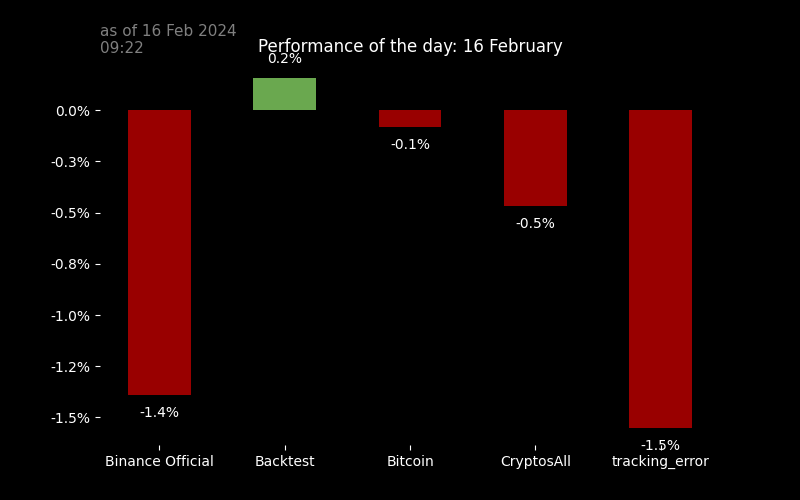 as of 16 Feb 2024
09:22
Performance of the day: 16 February
0.2%
0.0%
-0.3%
-0.5%
-0.8%
-1.0%
-1.2%
-1.5%
-0.1%
-0.5%
-1.4%
-1.5%
Binance Official
Backtest
Bitcoin
CryptosAll
tracking_error